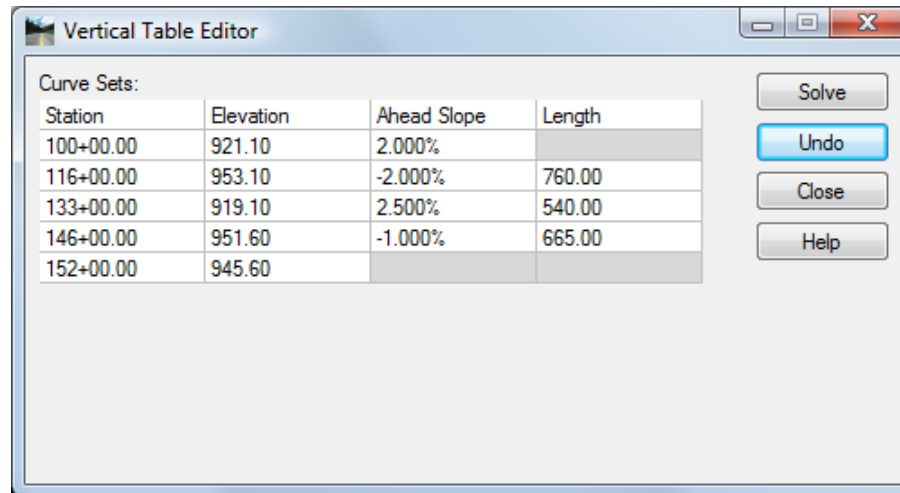 Vertical Table Editor
Curve Sets:
Station Elevation Ahead Slope Length
100+00.00 921.10 2.000%
116+00.00 953.10 -2.000% 760.00
133+00.00 919.10 2.500% 540.00
146+00.00 951.60 -1.000% 665.00
152+00.00 945.60
Solve
Undo
Close
Help